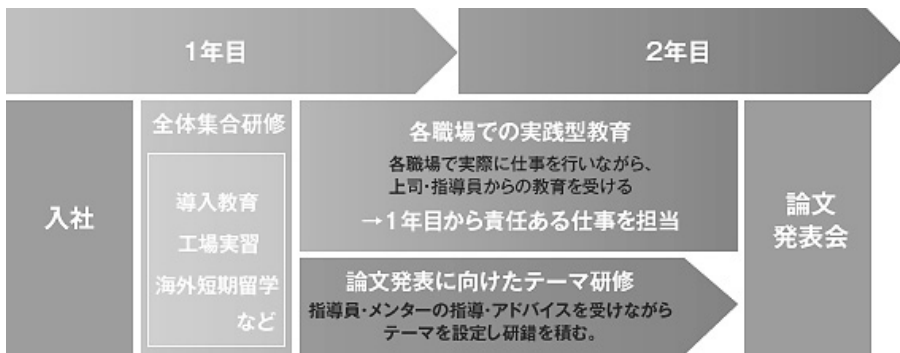 1年目
2年目
入社
全体集合研修
導入教育
工場実習
海外短期留学
など
各職場での実践型教育
各職場で実際に仕事を行いながら、
上司・指導員からの教育を受ける
→1年目から責任ある仕事を担当
論文発表に向けたテーマ研修
指導員・メンターの指導・アドバイスを受けながら
テーマを設定し研錯を積む。
論文
発表会